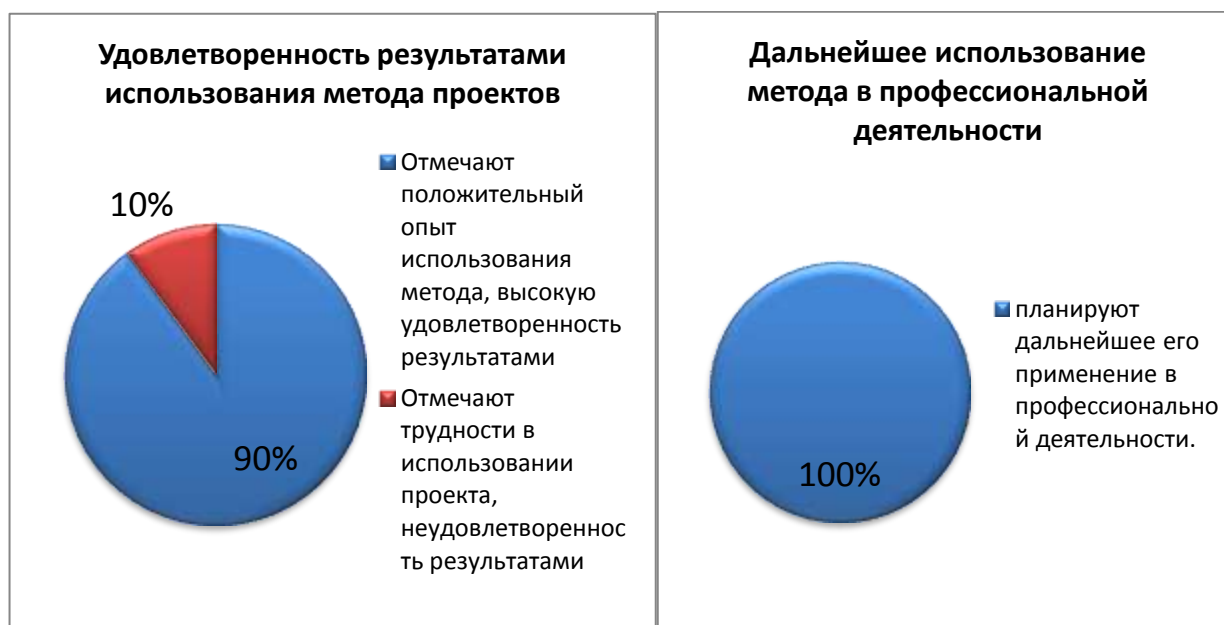 Удовлетворенность результатами
использования метода проектов
10%
90%
Отмечают
положительный
опыт
использования
метода, высокую
удовлетворенность
результатами
Отмечают
трудности в
использовании
проекта,
неудовлетвореннос
ть результатами
Дальнейшее использование
метода в профессиональной
деятельности
100%
планируют
дальнейшее его
применение в
профессионально
й деятельности.